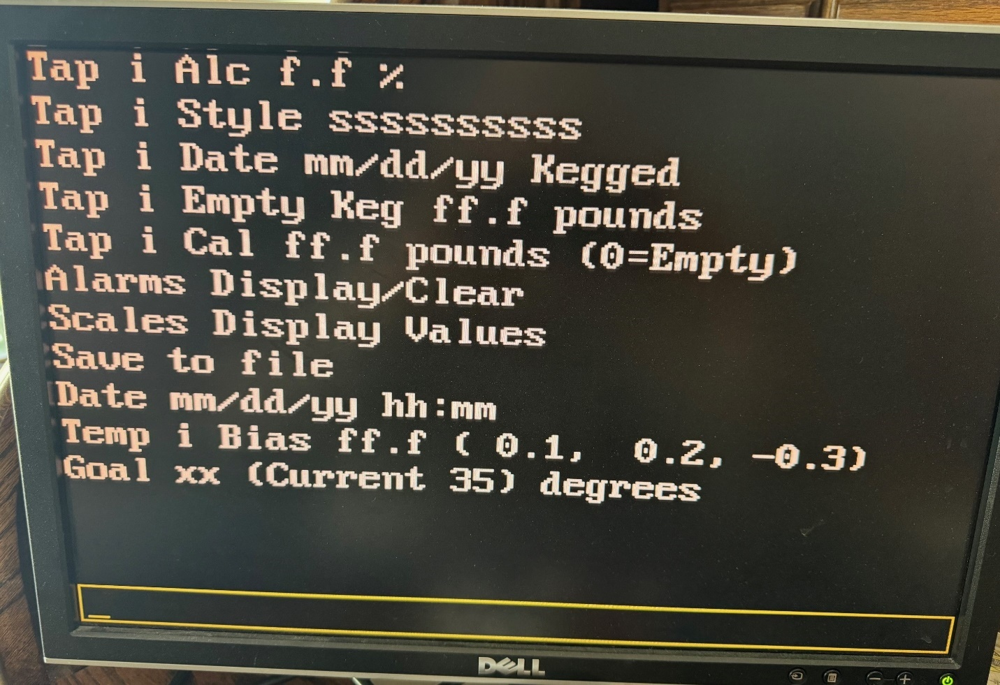 Tap i Alc f.f %
Tap i Style ssssssssss
Tap i Date mm/dd/yy Kegged
Tap i Empty Keg ff.f pounds
Tap i Cal ff.f pounds (0=Empty)
Alarms Display/Clear
Scales Display Values
Save to file
Date mm/dd/yy hh:mm
Temp i Bias ff.f ( 0.1,  0.2, -0.3)
Goal xx (Current 35) degrees
_
DELL